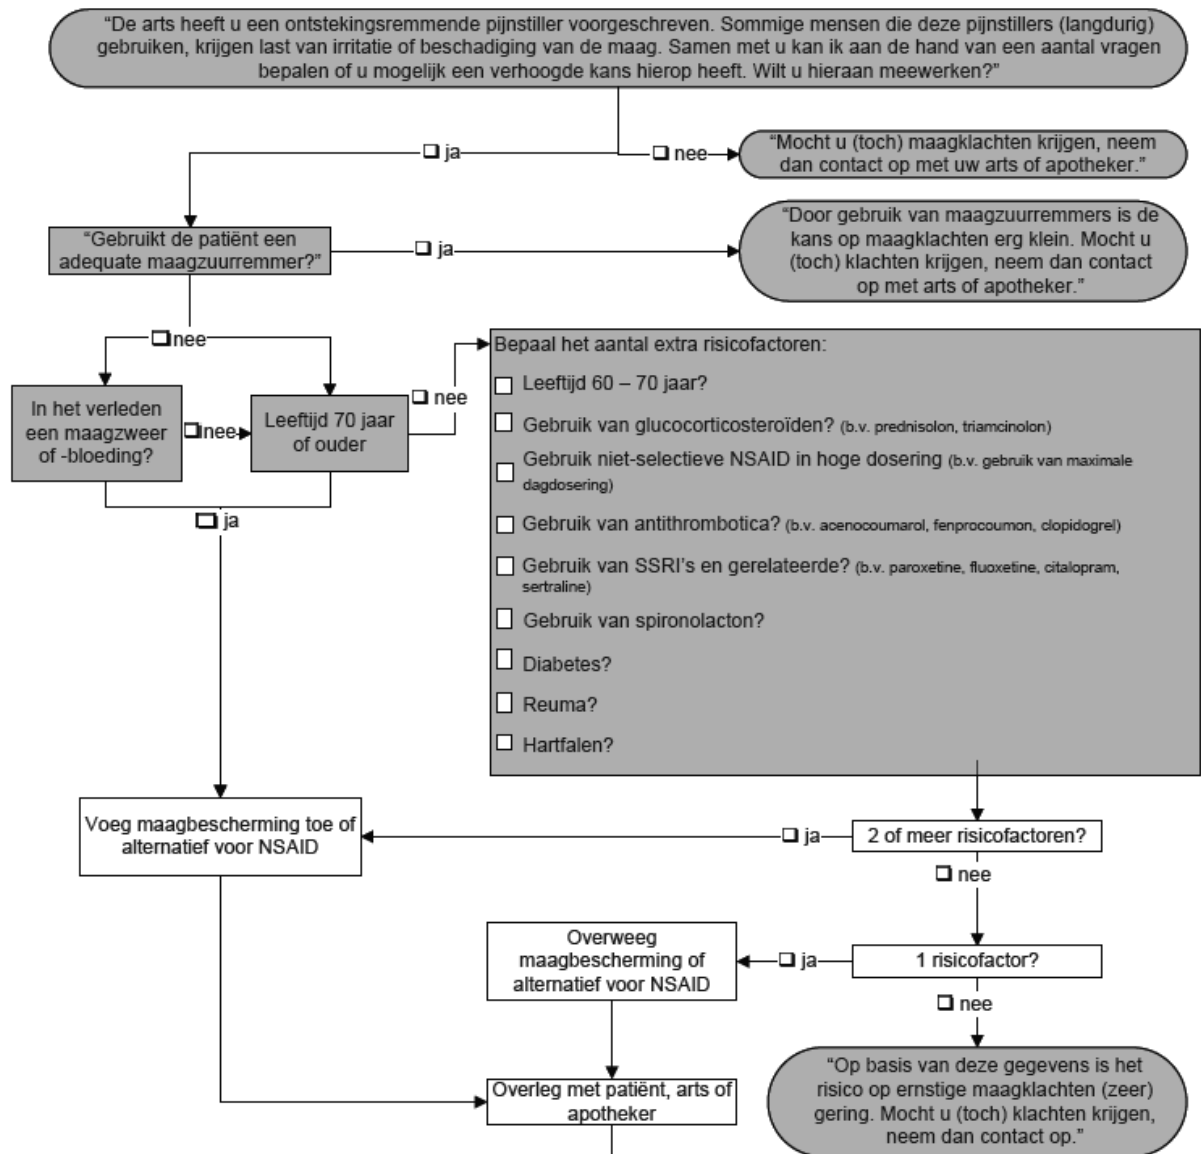 “De arts heeft u een ontstekingsremmende pijnstiller voorgeschreven. Sommige mensen die deze pijnstillers (langdurig)
gebruiken, krijgen last van irritatie of beschadiging van de maag. Samen met u kan ik aan de hand van een aantal vragen
bepalen of u mogelijk een verhoogde kans hierop heeft. Wilt u hieraan meewerken?”
ja
nee
“Mocht u (toch) maagklachten krijgen, neem
dan contact op met uw arts of apotheker.”
“Gebruikt de patiënt een
adequate maagzuurremmer?”
ja
“Door gebruik van maagzuurremmers is de
kans op maagklachten erg klein. Mocht u
(toch) klachten krijgen, neem dan contact
op met arts of apotheker.”
nee
In het verleden
een maagzweer
of -bloeding?
nee
Leeftijd 70 jaar
of ouder
nee
ja
Bepaal het aantal extra risicofactoren:
Leeftijd 60 – 70 jaar?
Gebruik van glucocorticosteroïden? (b.v. prednisolon, triamcinolon)
Gebruik niet-selectieve NSAID in hoge dosering (b.v. gebruik van maximale
dagdosering)
Gebruik van antithrombotica? (b.v. acenocoumarol, fenprocoumon, clopidogrel)
Gebruik van SSRI’s en gerelateerde? (b.v. paroxetine, fluoxetine, citalopram,
sertraline)
Gebruik van spironolacton?
Diabetes?
Reuma?
Hartfalen?
Voeg maagbescherming toe of
alternatief voor NSAID
ja
2 of meer risicofactoren?
nee
Overweeg
maagbescherming of
alternatief voor NSAID
ja
1 risicofactor?
nee
Overleg met patiënt, arts of
apotheker
“Op basis van deze gegevens is het
risico op ernstige maagklachten (zeer)
gering. Mocht u (toch) klachten krijgen,
neem dan contact op.”